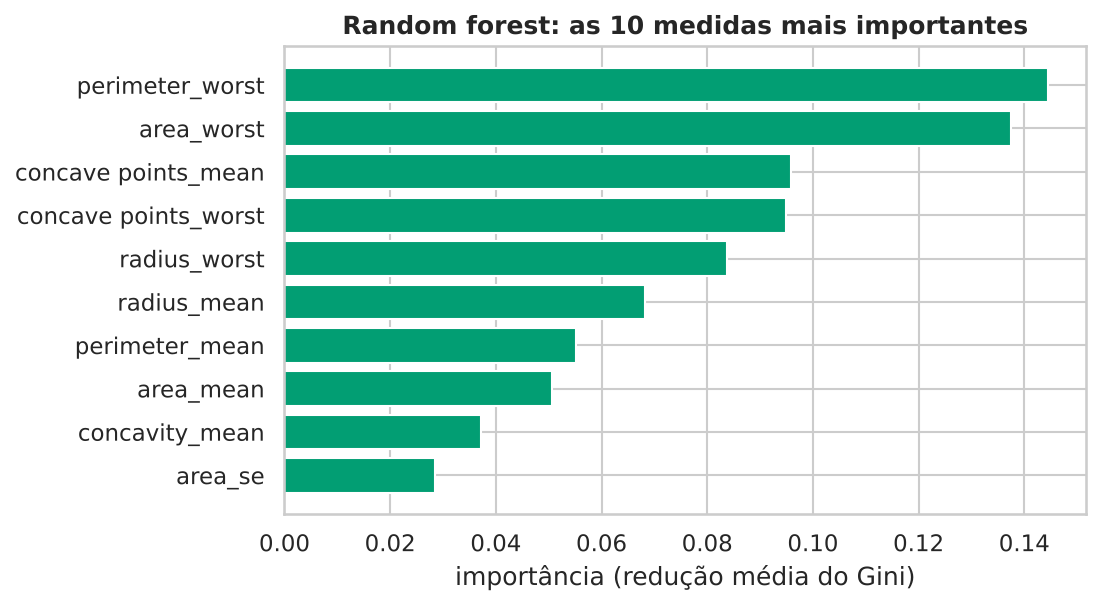 Random forest: as 10 medidas mais importantes
perimeter_worst
area_worst
concave points_mean
concave points_worst
radius_worst
radius_mean
perimeter_mean
area_mean
concavity_mean
area_se
0.00 0.02 0.04 0.06 0.08 0.10 0.12 0.14
importância (redução média do Gini)